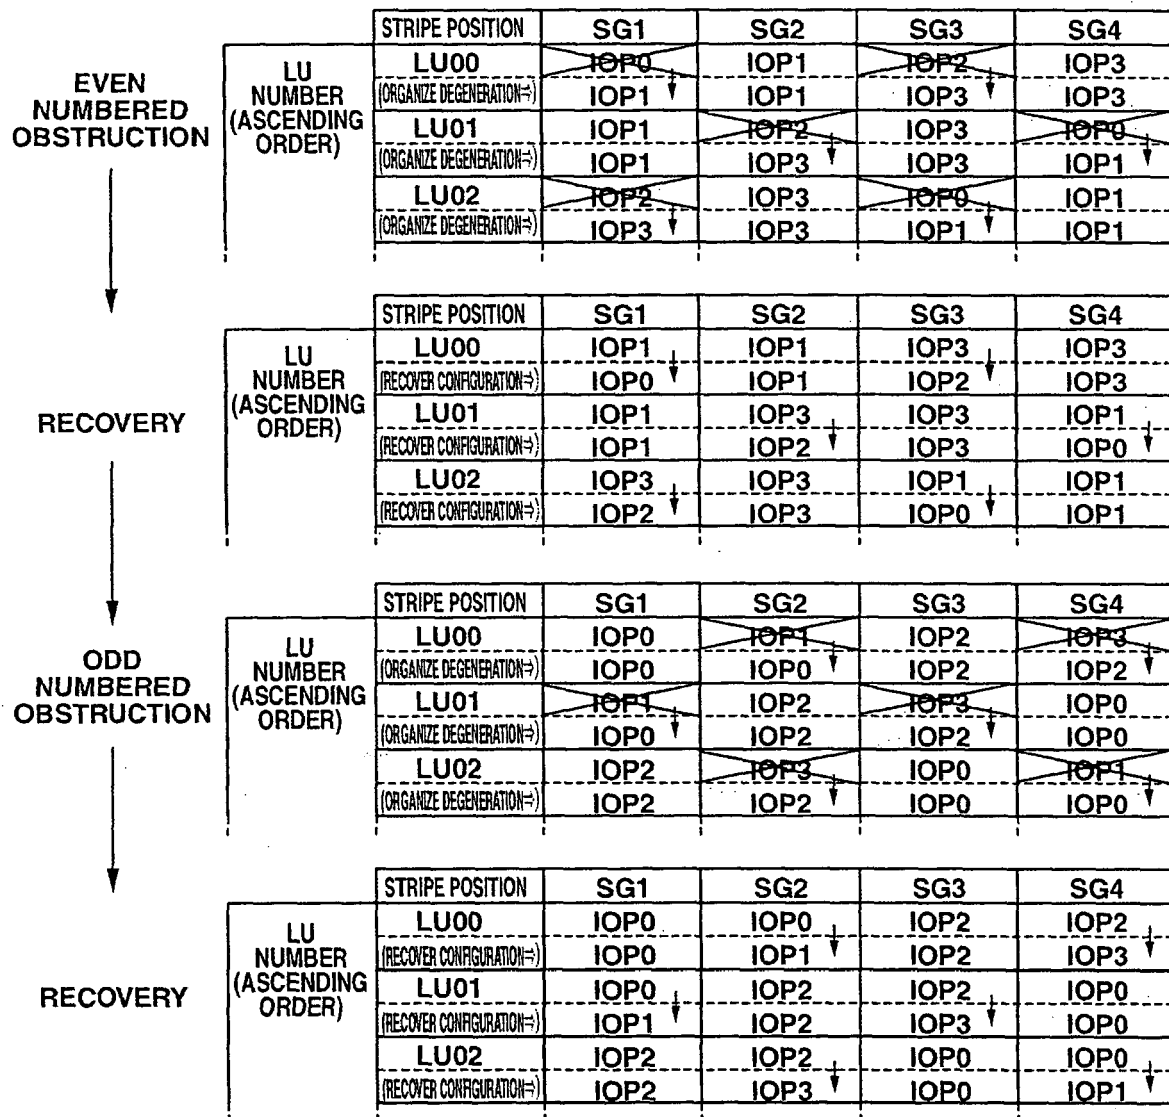 STRIPE POSITION SG1 SG2 SG3 SG4
EVEN NUMBERED OBSTRUCTION
LU NUMBER (ASCENDING ORDER)
LU00 IOP0 IOP1 IOP2 IOP3
(ORGANIZE DEGENERATION⇒) IOP1 IOP1 IOP3 IOP3
LU01 IOP1 IOP2 IOP3 IOP0
(ORGANIZE DEGENERATION⇒) IOP1 IOP3 IOP3 IOP1
LU02 IOP2 IOP3 IOP0 IOP1
(ORGANIZE DEGENERATION⇒) IOP3 IOP3 IOP1 IOP1
STRIPE POSITION SG1 SG2 SG3 SG4
RECOVERY
LU NUMBER (ASCENDING ORDER)
LU00 IOP1 IOP1 IOP3 IOP3
(RECOVER CONFIGURATION⇒) IOP0 IOP1 IOP2 IOP3
LU01 IOP1 IOP3 IOP3 IOP1
(RECOVER CONFIGURATION⇒) IOP1 IOP2 IOP3 IOP0
LU02 IOP3 IOP3 IOP1 IOP1
(RECOVER CONFIGURATION⇒) IOP2 IOP3 IOP0 IOP1
STRIPE POSITION SG1 SG2 SG3 SG4
ODD NUMBERED OBSTRUCTION
LU NUMBER (ASCENDING ORDER)
LU00 IOP0 IOP1 IOP2 IOP3
(ORGANIZE DEGENERATION⇒) IOP0 IOP0 IOP2 IOP2
LU01 IOP1 IOP2 IOP3 IOP0
(ORGANIZE DEGENERATION⇒) IOP0 IOP2 IOP2 IOP0
LU02 IOP2 IOP3 IOP0 IOP1
(ORGANIZE DEGENERATION⇒) IOP2 IOP2 IOP0 IOP0
STRIPE POSITION SG1 SG2 SG3 SG4
RECOVERY
LU NUMBER (ASCENDING ORDER)
LU00 IOP0 IOP0 IOP2 IOP2
(RECOVER CONFIGURATION⇒) IOP0 IOP1 IOP2 IOP3
LU01 IOP0 IOP2 IOP2 IOP0
(RECOVER CONFIGURATION⇒) IOP1 IOP2 IOP3 IOP0
LU02 IOP2 IOP2 IOP0 IOP0
(RECOVER CONFIGURATION⇒) IOP2 IOP3 IOP0 IOP1